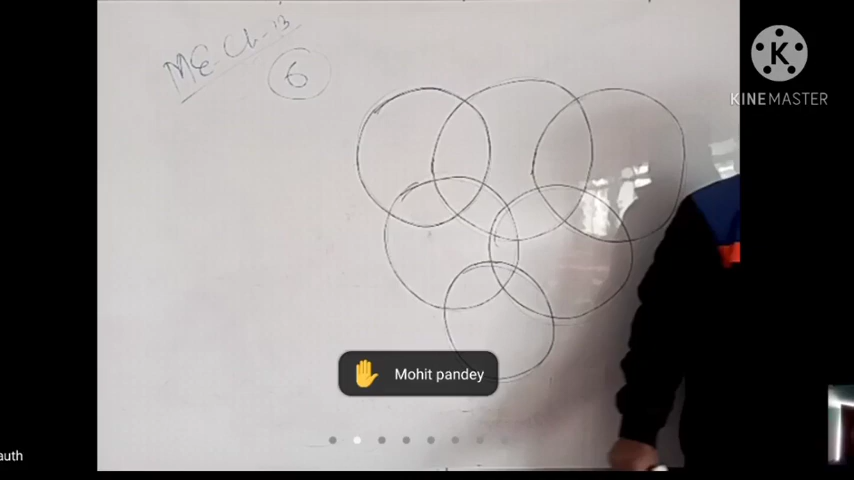 ME-Ch-13
6
K
KINEMASTER
Mohit pandey
auth